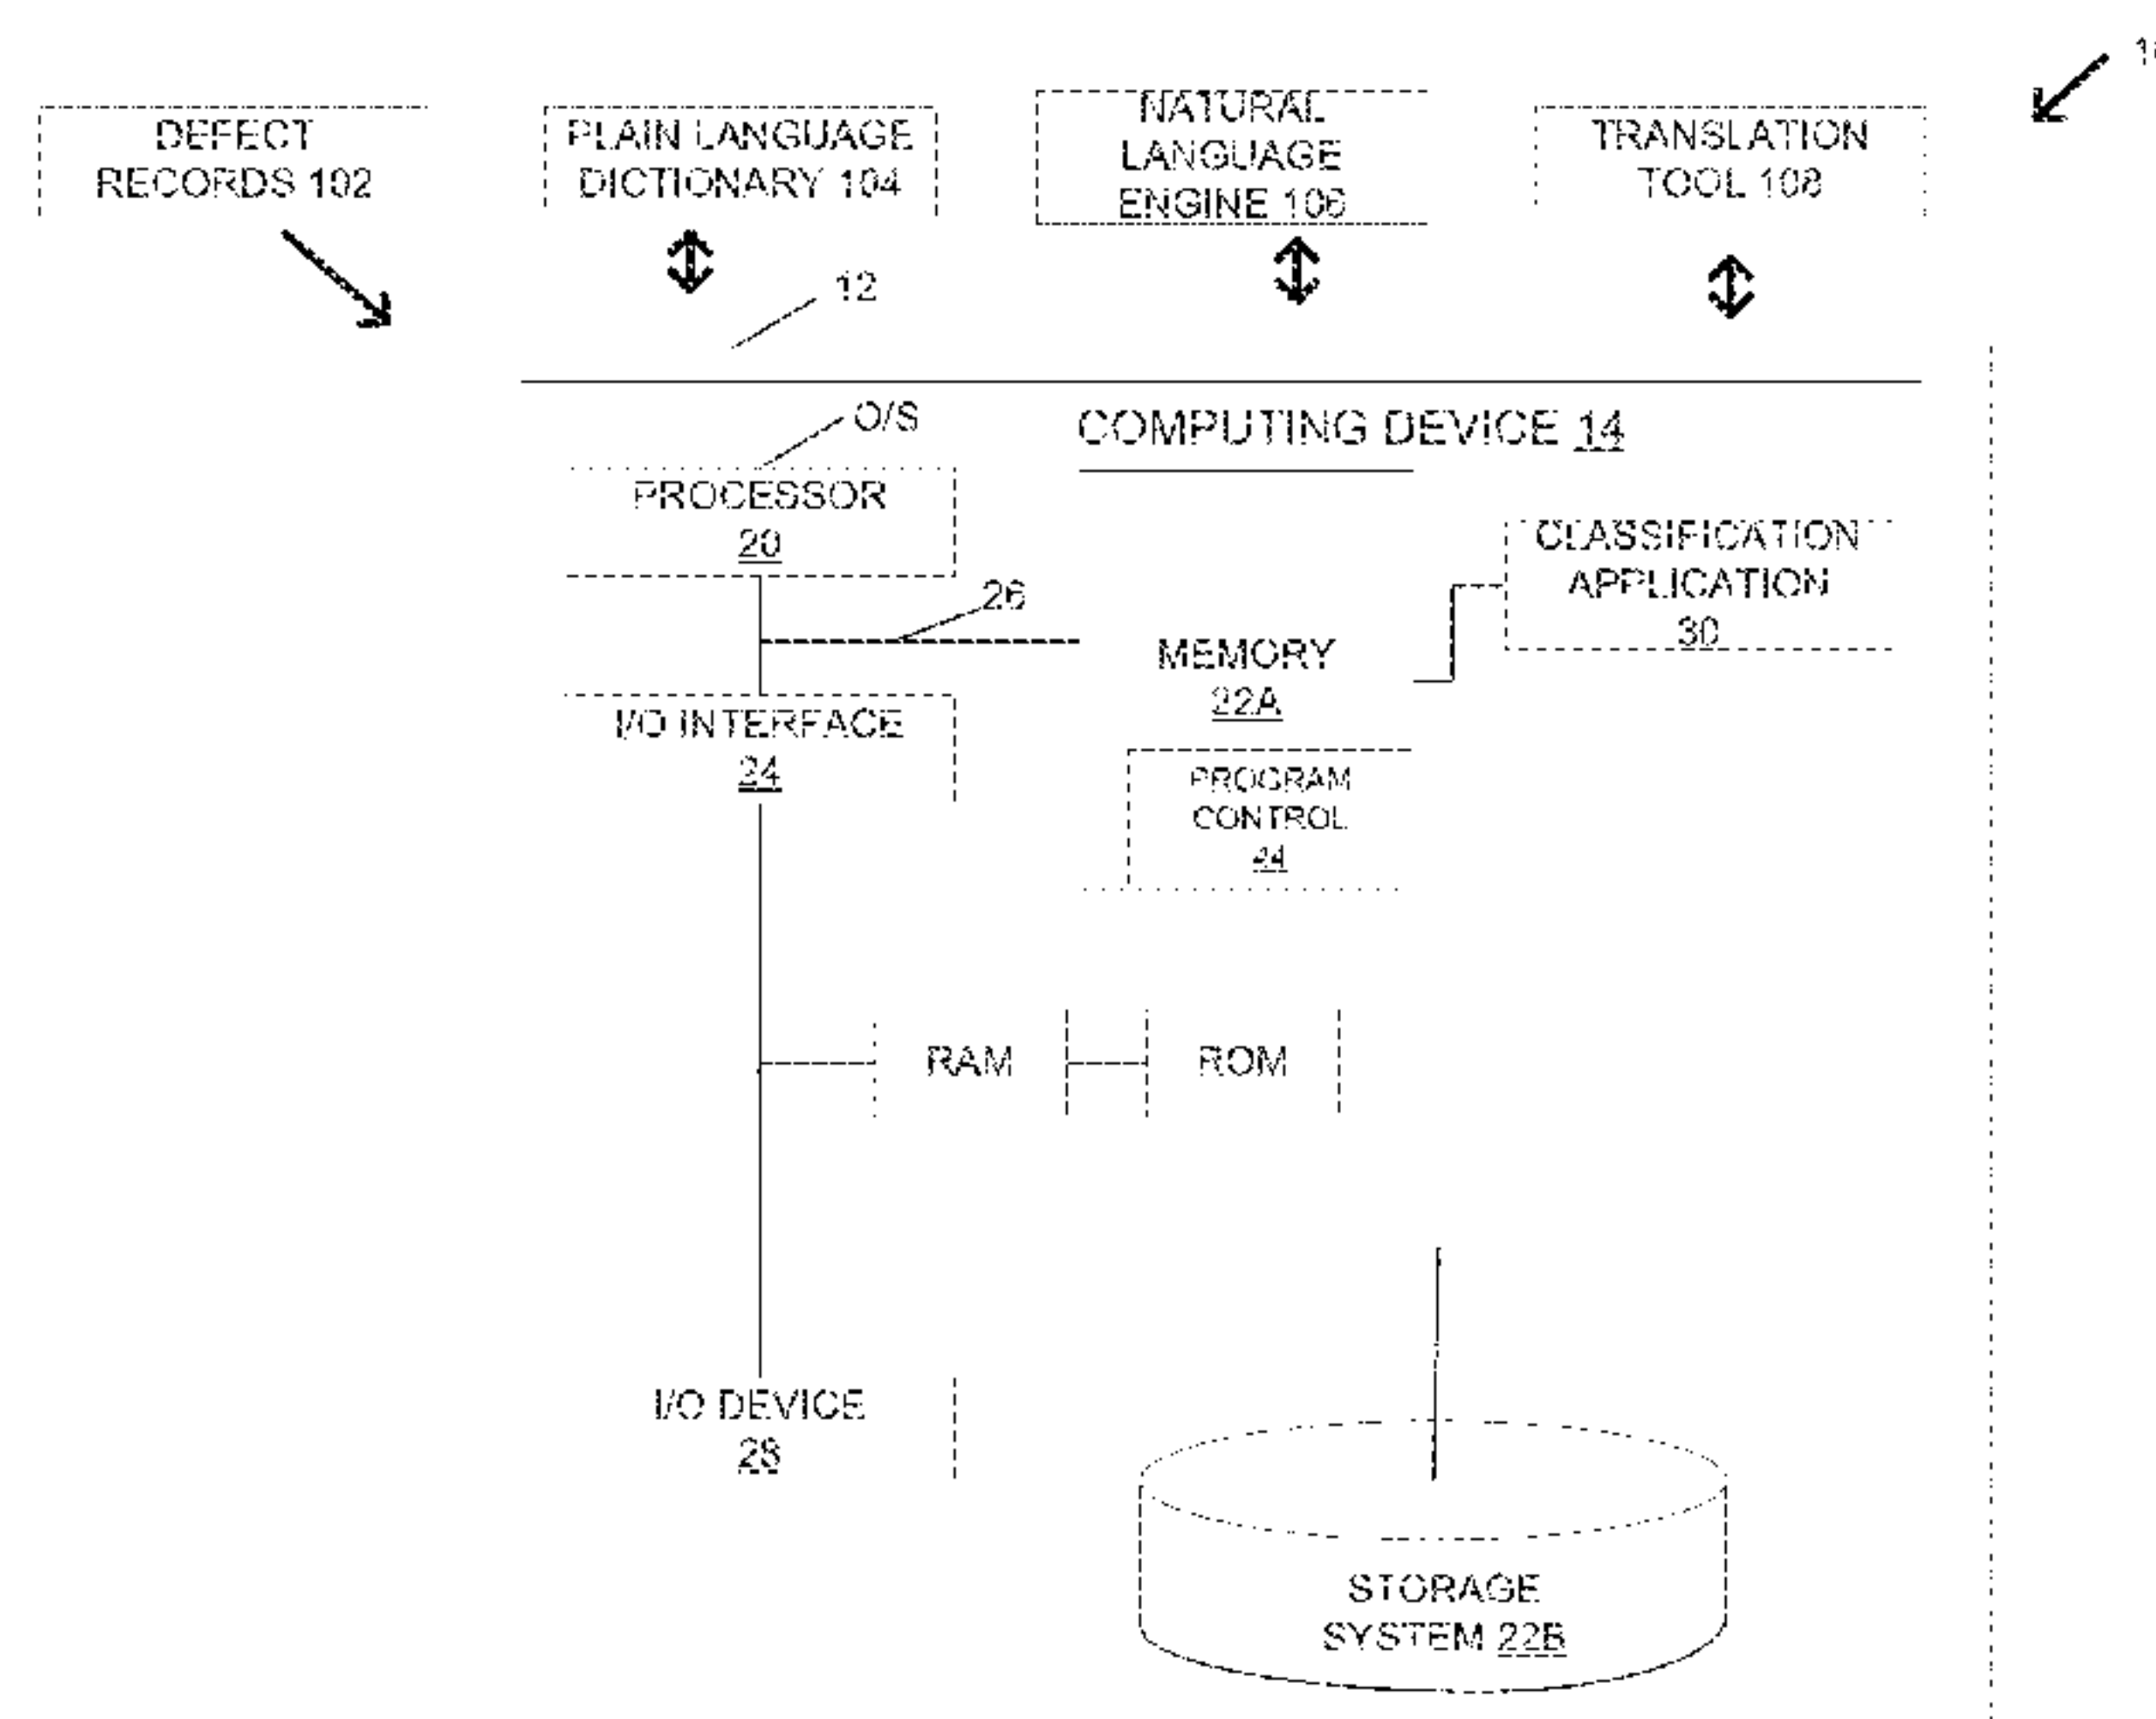 DEFECT
RECORDS 102
PLAIN LANGUAGE
DICTIONARY 104
NATURAL
LANGUAGE
ENGINE 106
TRANSLATION
TOOL 108
12
COMPUTING DEVICE 14
O/S
PROCESSOR
20
26
CLASSIFICATION
APPLICATION
30
MEMORY
22A
I/O INTERFACE
24
PROGRAM
CONTROL
44
RAM
ROM
I/O DEVICE
28
STORAGE
SYSTEM 22B